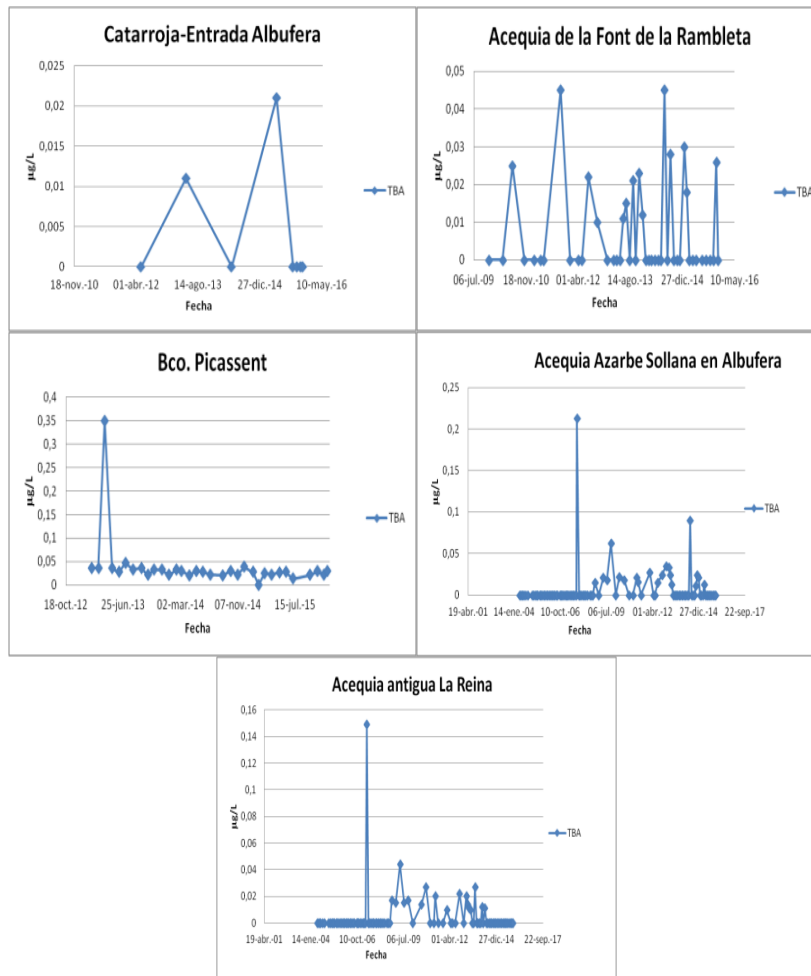 Catarroja-Entrada Albufera
0,025
0,02
0,015
0,01
0,005
0
µg/L
18-nov.-10 01-abr.-12 14-ago.-13 27-dic.-14 10-may.-16
Fecha
TBA
Acequia de la Font de la Rambleta
0,05
0,04
0,03
0,02
0,01
0
µg/L
06-jul.-09 18-nov.-10 01-abr.-12 14-ago.-13 27-dic.-14 10-may.-16
Fecha
TBA
Bco. Picassent
0,4
0,35
0,3
0,25
0,2
0,15
0,1
0,05
0
µg/L
18-oct.-12 25-jun.-13 02-mar.-14 07-nov.-14 15-jul.-15
Fecha
TBA
Acequia Azarbe Sollana en Albufera
0,25
0,2
0,15
0,1
0,05
0
µg/L
19-abr.-01 14-ene.-04 10-oct.-06 06-jul.-09 01-abr.-12 27-dic.-14 22-sep.-17
Fecha
TBA
Acequia antigua La Reina
0,16
0,14
0,12
0,1
0,08
0,06
0,04
0,02
0
µg/L
19-abr.-01 14-ene.-04 10-oct.-06 06-jul.-09 01-abr.-12 27-dic.-14 22-sep.-17
Fecha
TBA